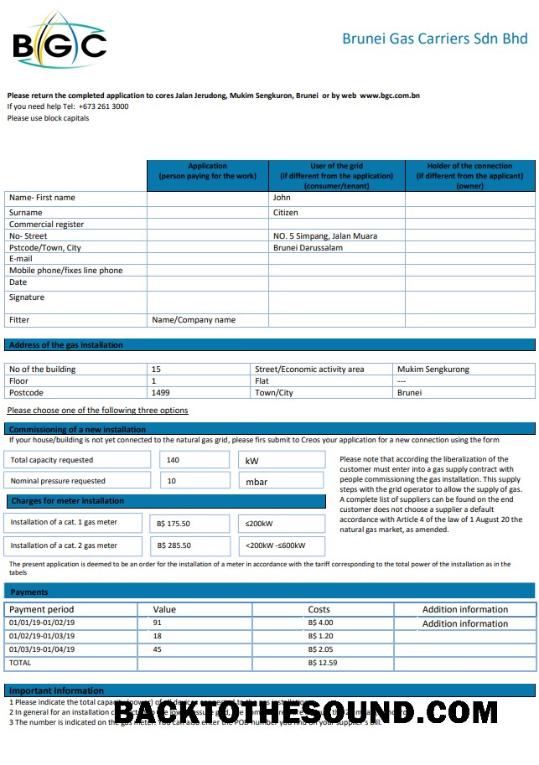 BGC
Brunei Gas Carriers Sdn Bhd
Please return the completed application to cores Jalan Jerudong, Mukim Sengkuron, Brunei or by web www.bgc.com.bn
If you need help Tel: +673 261 3000
Please use block capitals
Application (person paying for the work) User of the grid (if different from the application) (consumer/tenant) Holder of the connection (if different from the applicant) (owner)
Name- First name John
Surname Citizen
Commercial register
No- Street NO. 5 Simpang, Jalan Muara
Pstcode/Town, City Brunei Darussalam
E-mail
Mobile phone/fixes line phone
Date
Signature
Fitter Name/Company name
Address of the gas installation
No of the building 15 Street/Economic activity area Mukim Sengkurong
Floor 1 Flat ---
Postcode 1499 Town/City Brunei
Please choose one of the following three options
Commissioning of a new installation
If your house/building is not yet connected to the natural gas grid, please firs submit to Creos your application for a new connection using the form
Total capacity requested 140 kW
Nominal pressure requested 10 mbar
Please note that according the liberalization of the
customer must enter into a gas supply contract with
people commissioning the gas installation. This supply
steps with the grid operator to allow the supply of gas.
A complete list of suppliers can be found on the end
customer does not choose a supplier a default
accordance with Article 4 of the law of 1 August 20 the
natural gas market, as amended.
Charges for meter installation
Installation of a cat. 1 gas meter B$ 175.50 ≤200kW
Installation of a cat. 2 gas meter B$ 285.50 <200kW -≤600kW
The present application is deemed to be an order for the installation of a meter in accordance with the tariff corresponding to the total power of the installation as in the
tabels
Payments
Payment period Value Costs Addition information
01/01/19-01/02/19 91 B$ 4.00 Addition information
01/02/19-01/03/19 18 B$ 1.20
01/03/19-01/04/19 45 B$ 2.05
TOTAL B$ 12.59
Important Information
1 Please indicate the total capacity
2 In general for an installation
3 The number is indicated on the gas meter. You can also enter the POD number you find on your supplier's bill.
BACKTOTHESOUND.COM